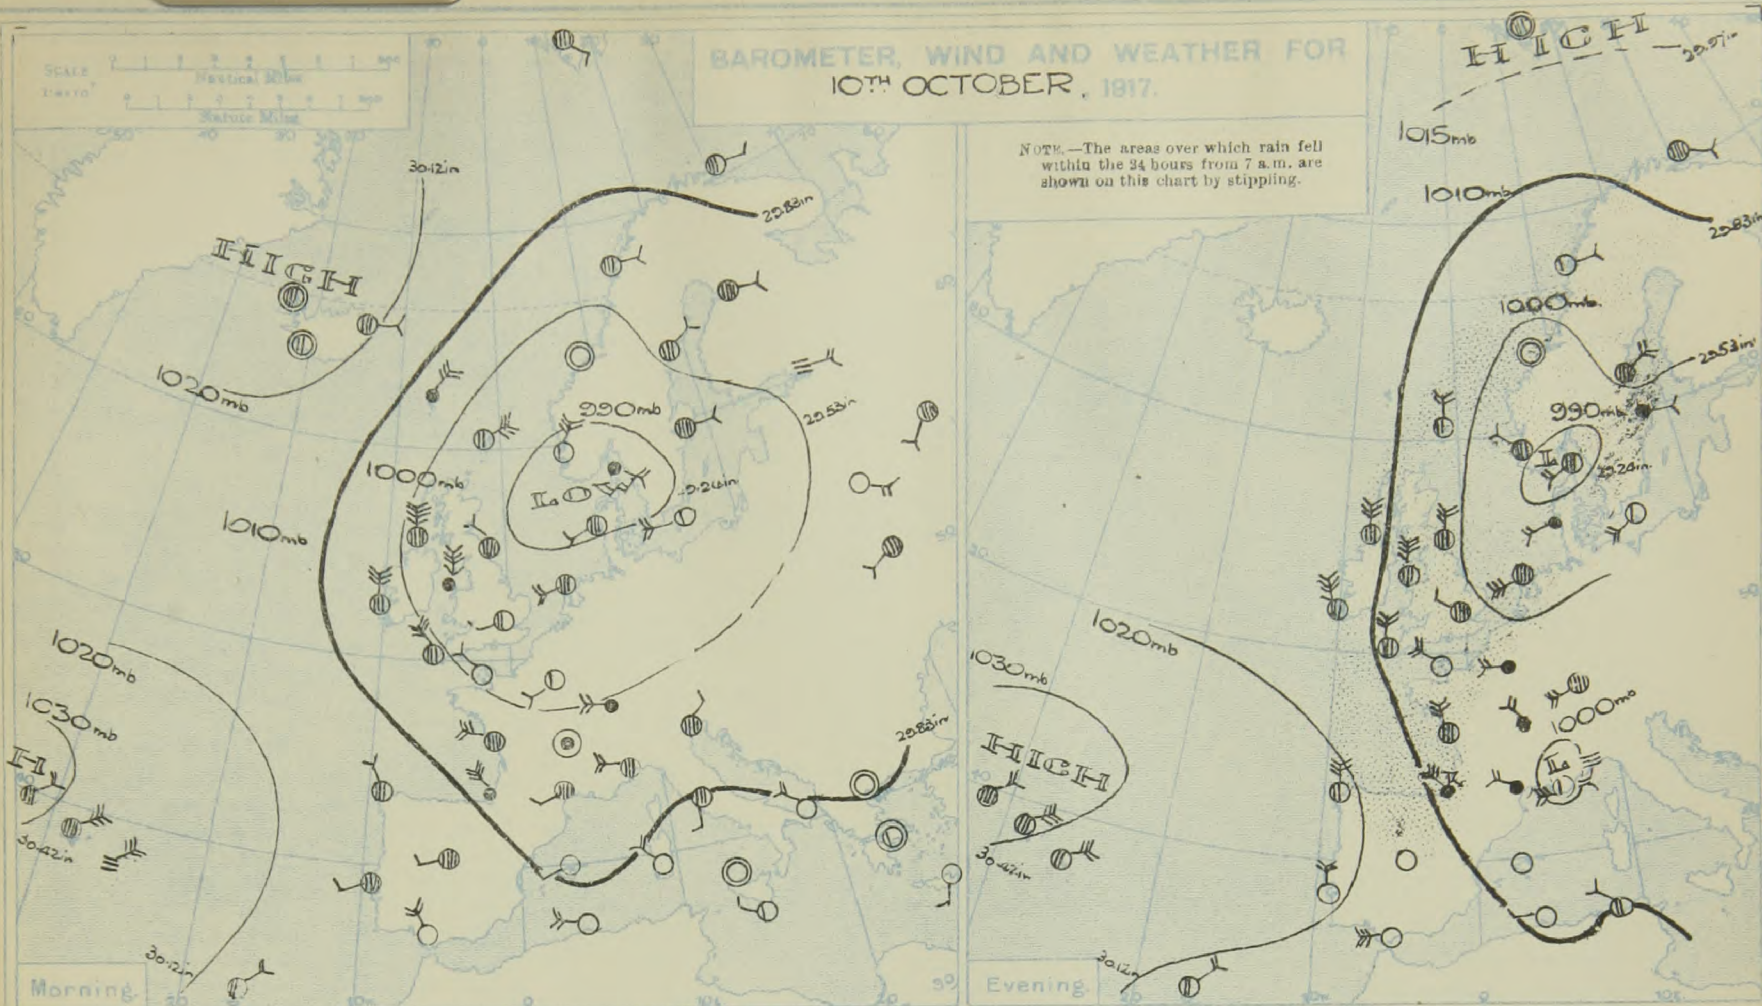 BAROMETER, WIND AND WEATHER FOR
10TH OCTOBER, 1917.
SCALE
Nautical Miles
Statute Miles
NOTE.—The areas over which rain fell
within the 24 hours from 7 a.m. are
shown on this chart by stippling.
30.12in
29.83in
HIGH
1020mb
990mb
29.53in
1000mb
LOW
1010mb
1020mb
1030mb
H
29.83in
30.42in
30.12in
Morning.
HIGH
1015mb
1010mb
29.83in
1000mb.
29.53in
990mb
L
29.24in.
1020mb
1030mb
1000mb
HIGH
L
30.42in
30.12in
Evening.